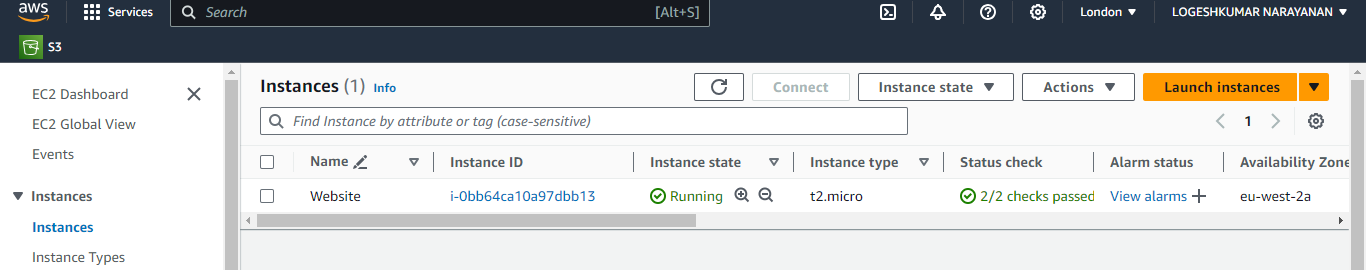 aws Services Search [Alt+S] London LOGESHKUMAR NARAYANAN
S3
EC2 Dashboard
EC2 Global View
Events
Instances
Instances
Instance Types
Instances (1) Info Connect Instance state Actions Launch instances
Find Instance by attribute or tag (case-sensitive) 1
Name Instance ID Instance state Instance type Status check Alarm status Availability Zone
Website i-0bb64ca10a97dbb13 Running t2.micro 2/2 checks passed View alarms + eu-west-2a